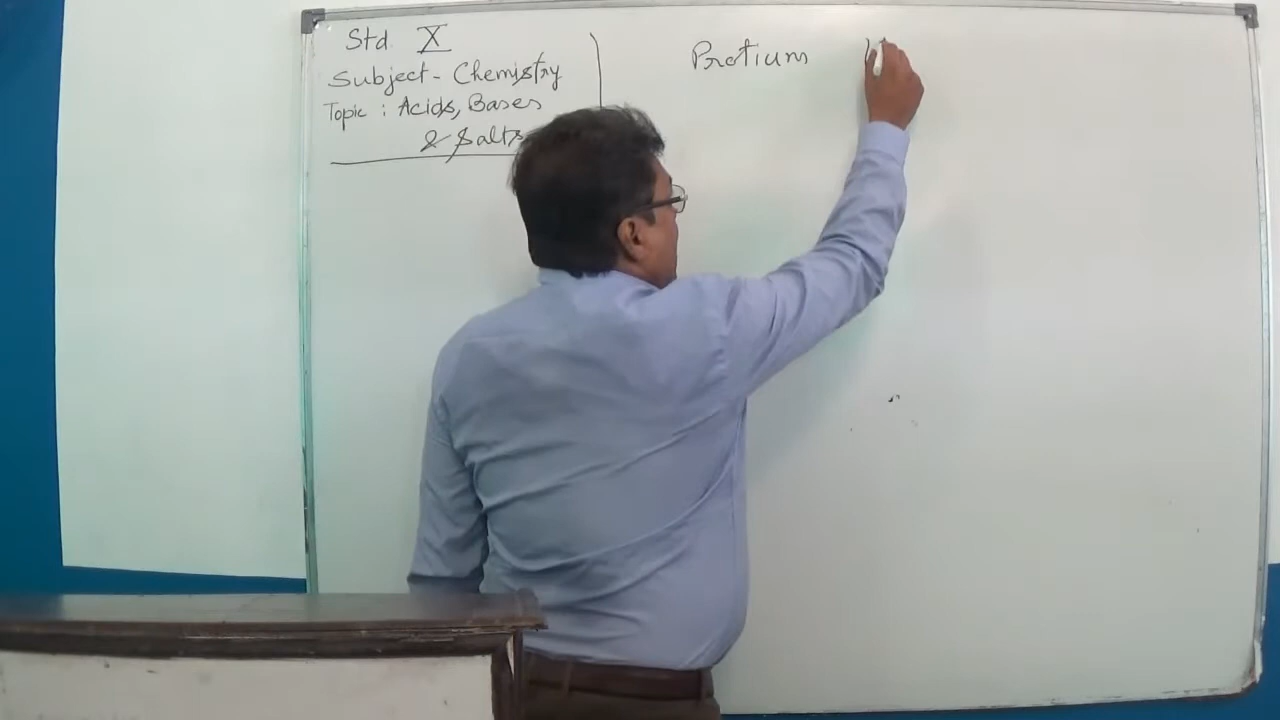 Std X
Subject - Chemistry
Topic : Acids, Bases
& Salts
Protium